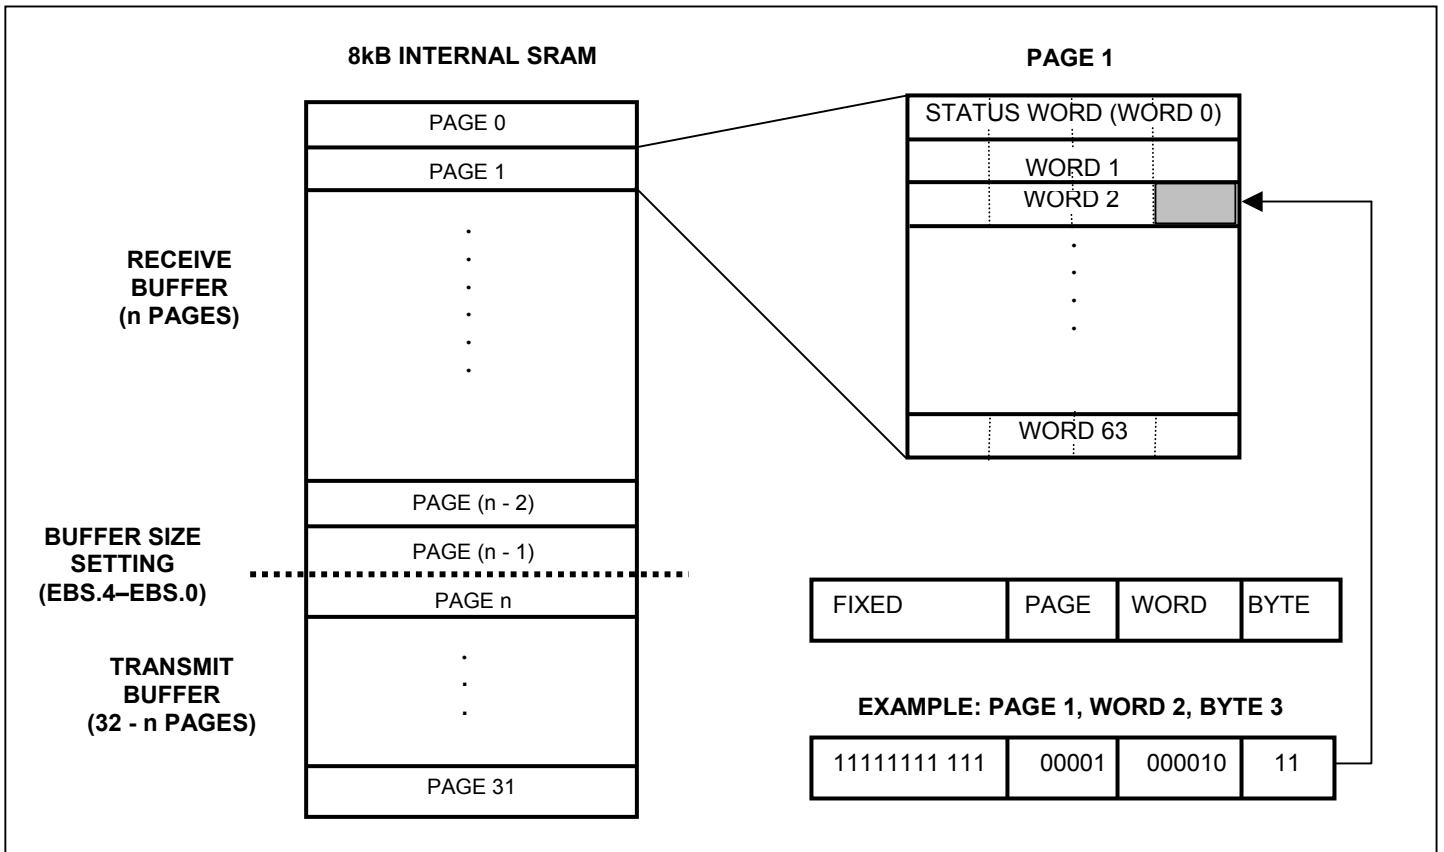 8kB INTERNAL SRAM
PAGE 0
PAGE 1
RECEIVE
BUFFER
(n PAGES)
PAGE (n - 2)
BUFFER SIZE
SETTING
(EBS.4–EBS.0)
PAGE (n - 1)
PAGE n
TRANSMIT
BUFFER
(32 - n PAGES)
PAGE 31
PAGE 1
STATUS WORD (WORD 0)
WORD 1
WORD 2
WORD 63
FIXED PAGE WORD BYTE
EXAMPLE: PAGE 1, WORD 2, BYTE 3
11111111 111 00001 000010 11